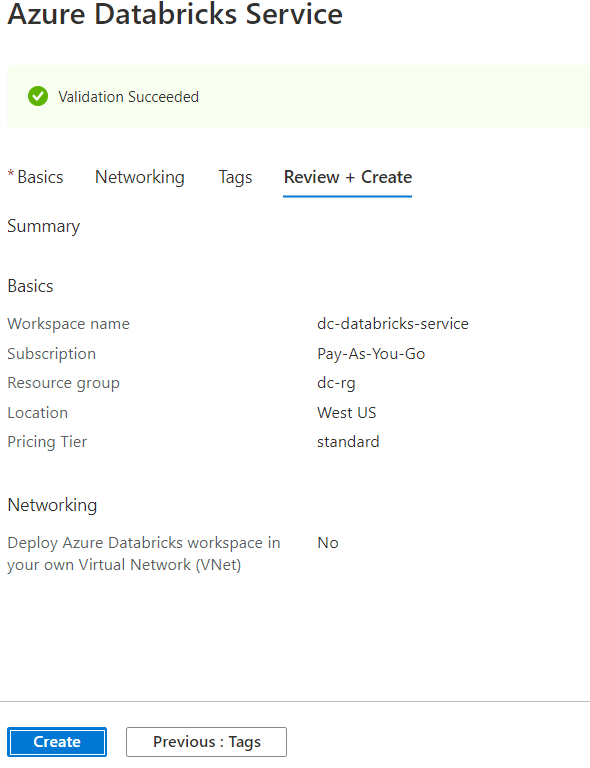 Azure Databricks Service
Validation Succeeded
* Basics Networking Tags Review + Create
Summary
Basics
Workspace name dc-databricks-service
Subscription Pay-As-You-Go
Resource group dc-rg
Location West US
Pricing Tier standard
Networking
Deploy Azure Databricks workspace in No
your own Virtual Network (VNet)
Create Previous : Tags